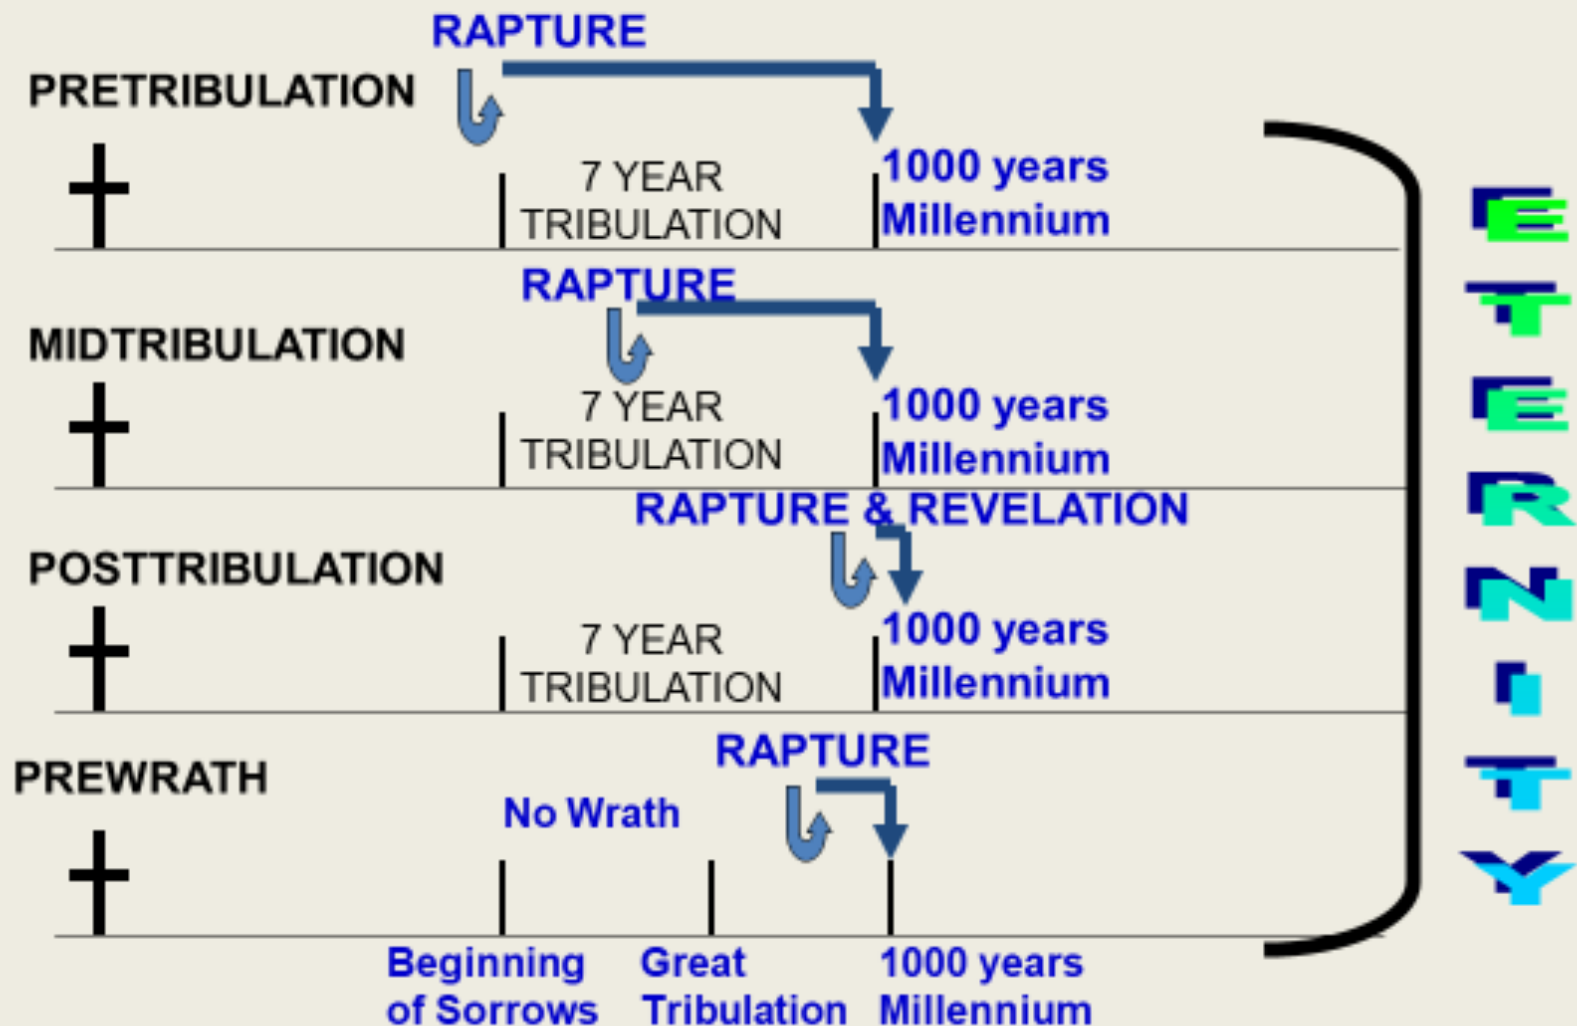 RAPTURE
PRETRIBULATION
7 YEAR
TRIBULATION
1000 years
Millennium
RAPTURE
MIDTRIBULATION
7 YEAR
TRIBULATION
1000 years
Millennium
RAPTURE & REVELATION
POSTTRIBULATION
7 YEAR
TRIBULATION
1000 years
Millennium
RAPTURE
PREWRATH
No Wrath
Beginning
of Sorrows
Great
Tribulation
1000 years
Millennium
ETERNITY